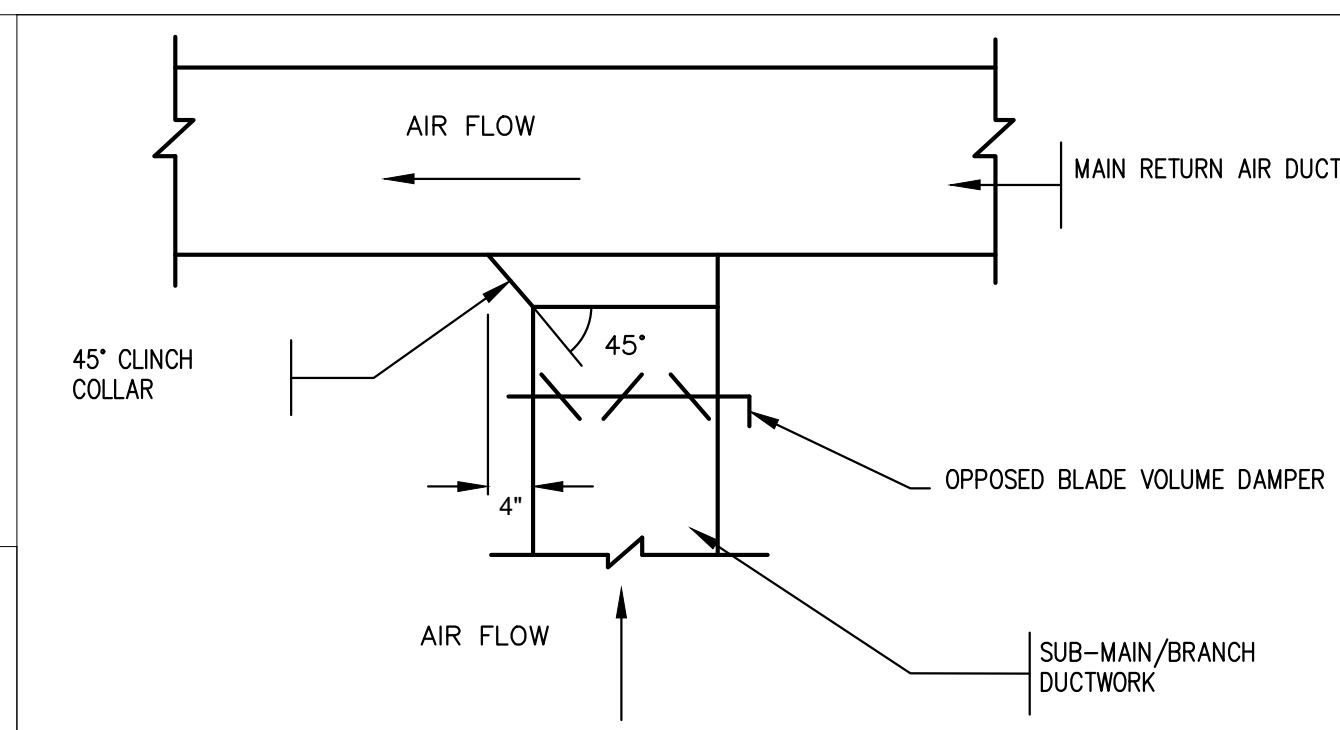 AIR FLOW
MAIN RETURN AIR DUCT
45° CLINCH
COLLAR
45°
OPPOSED BLADE VOLUME DAMPER
4"
AIR FLOW
SUB-MAIN/BRANCH
DUCTWORK